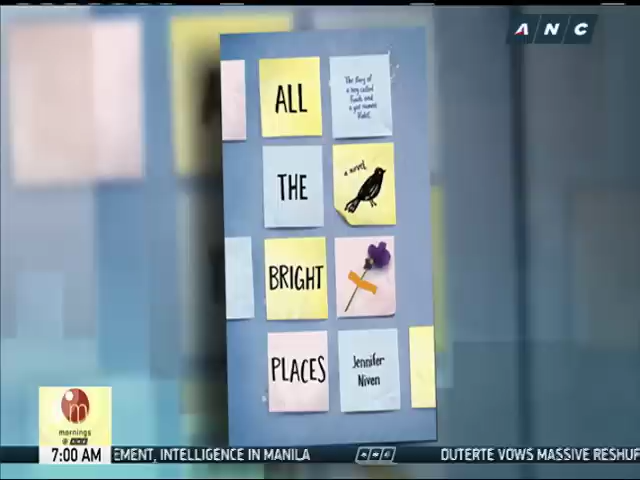 ANC
ALL
The story of
a boy called
Finch and
a girl named
Violet.
THE
a novel
BRIGHT
PLACES
Jennifer
Niven
m
mornings
@ ANC
7:00 AM
EMENT, INTELLIGENCE IN MANILA
ANC
DUTERTE VOWS MASSIVE RESHUF